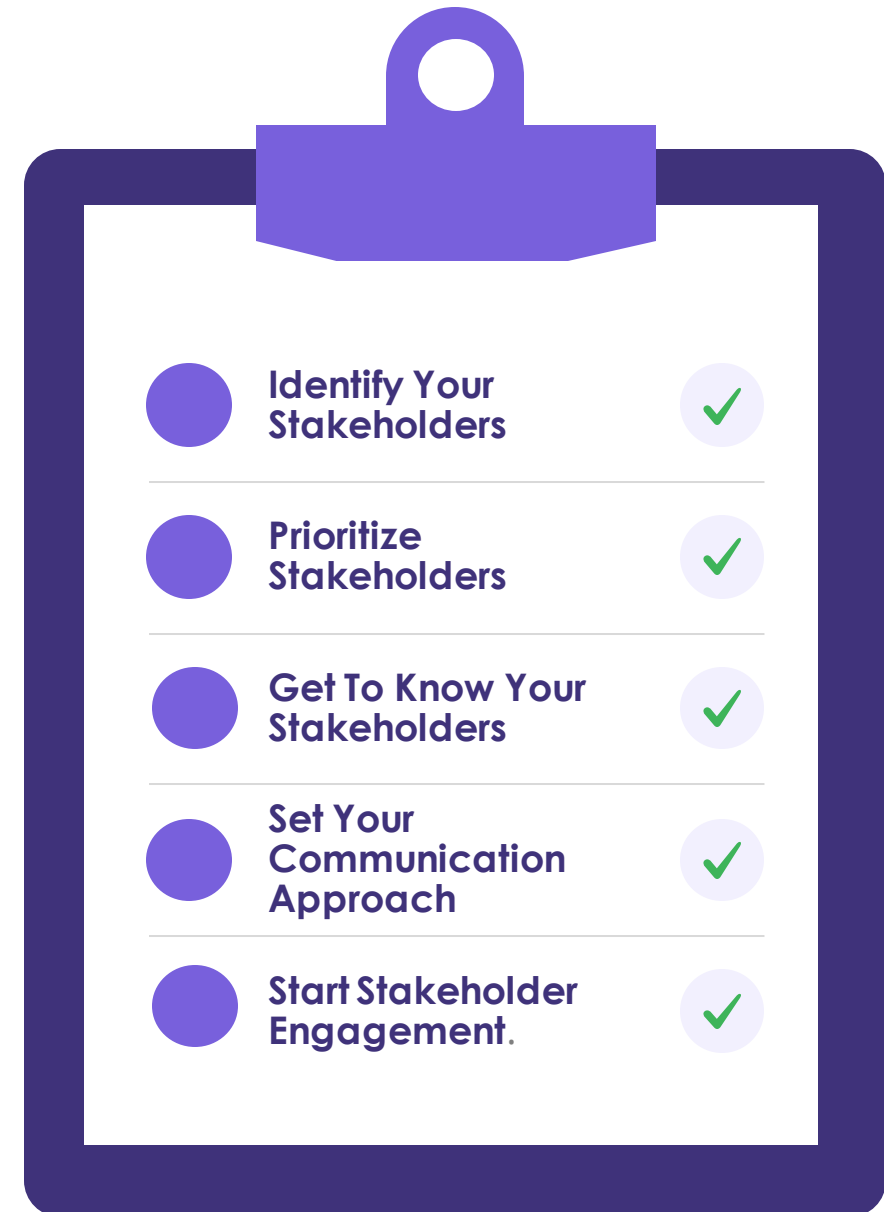 Identify Your
Stakeholders
Prioritize
Stakeholders
Get To Know Your
Stakeholders
Set Your
Communication
Approach
Start Stakeholder
Engagement.